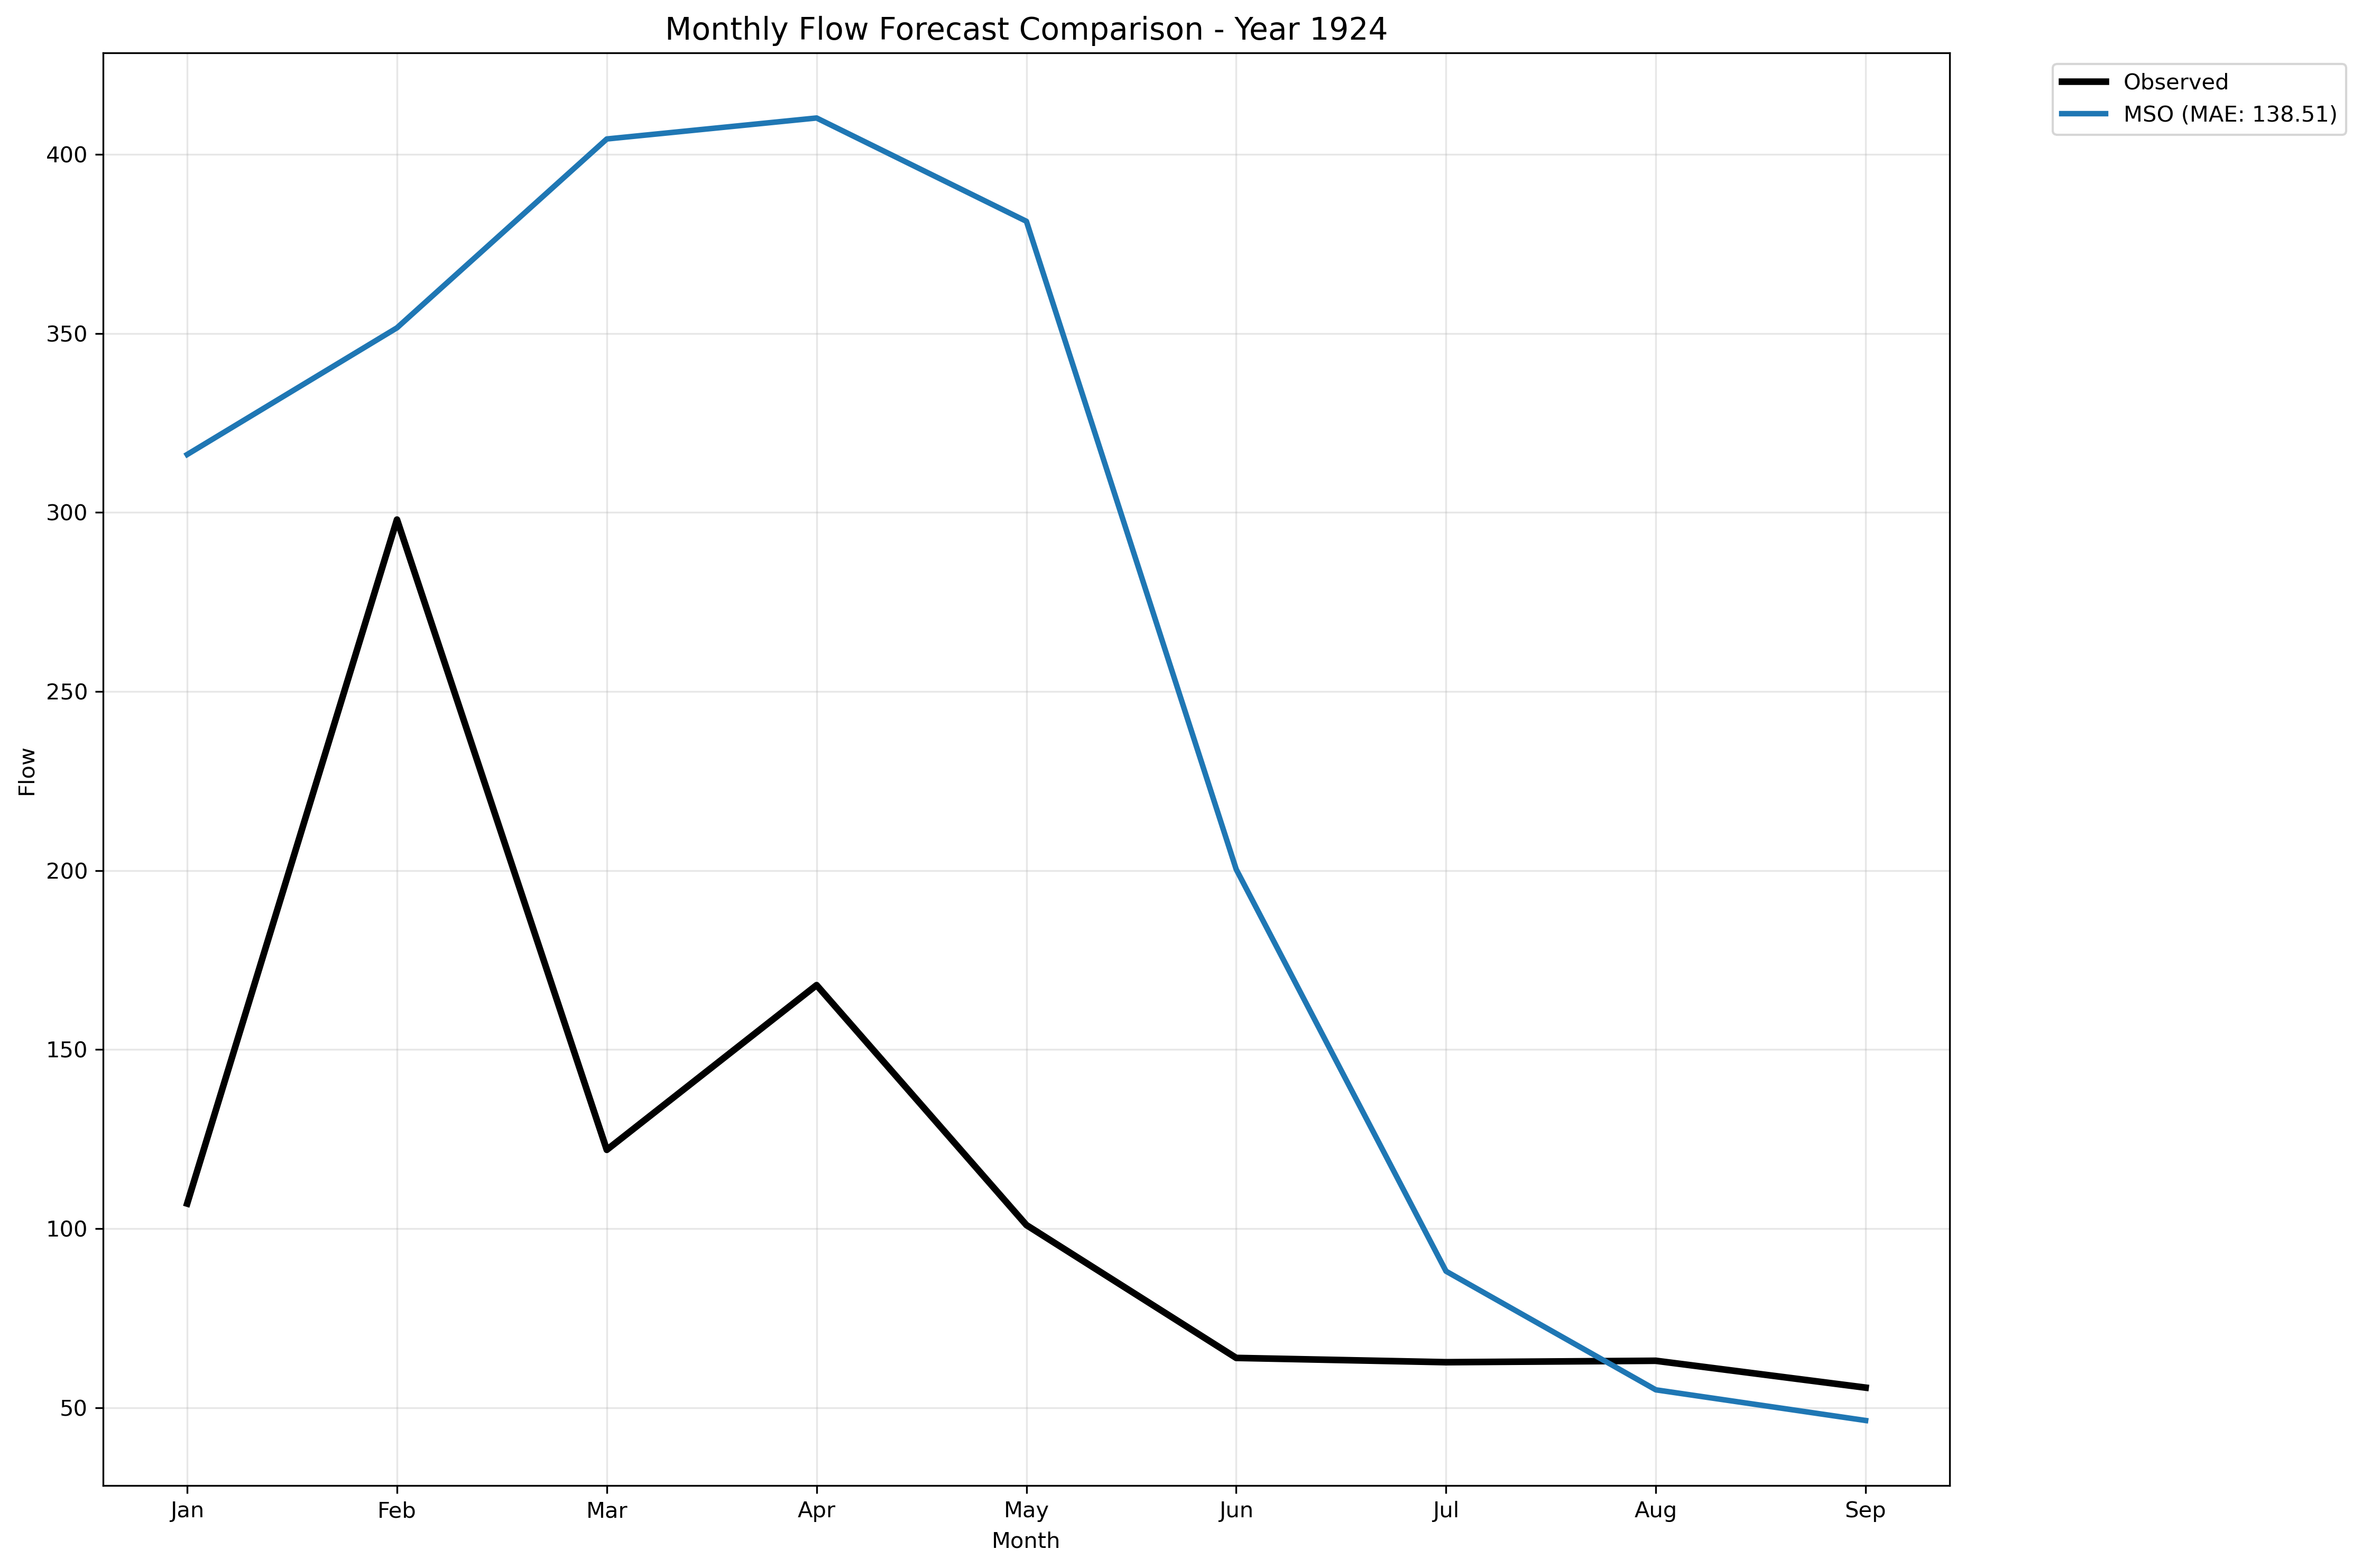 Monthly Flow Forecast Comparison - Year 1924
Observed
MSO (MAE: 138.51)
400
350
300
250
200
150
100
50
Flow
Jan Feb Mar Apr May Jun Jul Aug Sep
Month